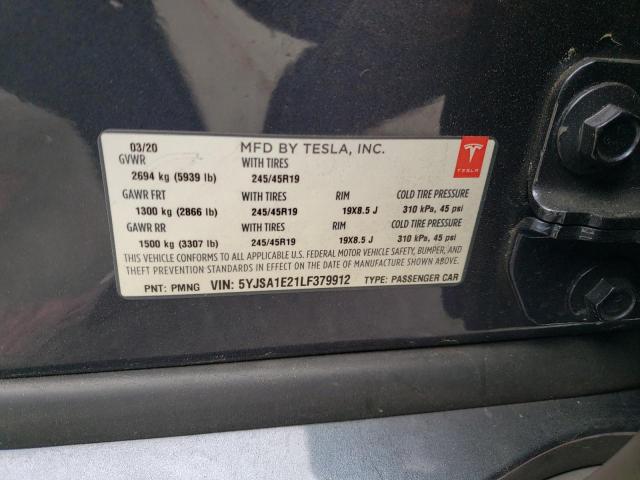 03/20 MFD BY TESLA, INC.
GVWR WITH TIRES
2694 kg (5939 lb) 245/45R19
GAWR FRT WITH TIRES RIM COLD TIRE PRESSURE
1300 kg (2866 lb) 245/45R19 19X8.5 J 310 kPa, 45 psi
GAWR RR WITH TIRES RIM COLD TIRE PRESSURE
1500 kg (3307 lb) 245/45R19 19X8.5 J 310 kPa, 45 psi
THIS VEHICLE CONFORMS TO ALL APPLICABLE U.S. FEDERAL MOTOR VEHICLE SAFETY, BUMPER, AND
THEFT PREVENTION STANDARDS IN EFFECT ON THE DATE OF MANUFACTURE SHOWN ABOVE.
PNT: PMNG VIN: 5YJSA1E21LF379912 TYPE: PASSENGER CAR
TESLA